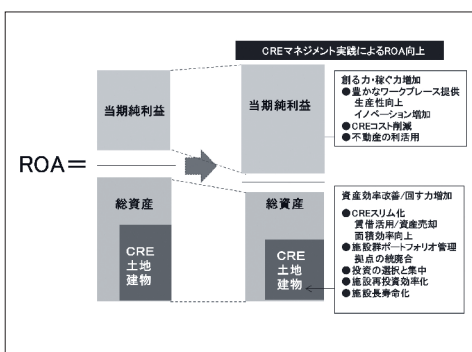 CREマネジメント実践によるROA向上
ROA＝
当期純利益
総資産
CRE
土地
建物
当期純利益
総資産
CRE
土地
建物
創る力・稼ぐ力増加
●豊かなワークプレース提供
生産性向上
イノベーション増加
●CREコスト削減
●不動産の利活用
資産効率改善/回す力増加
●CREスリム化
賃借活用/資産売却
面積効率向上
●施設群ポートフォリオ管理
拠点の統廃合
●投資の選択と集中
●施設再投資効率化
●施設長寿命化